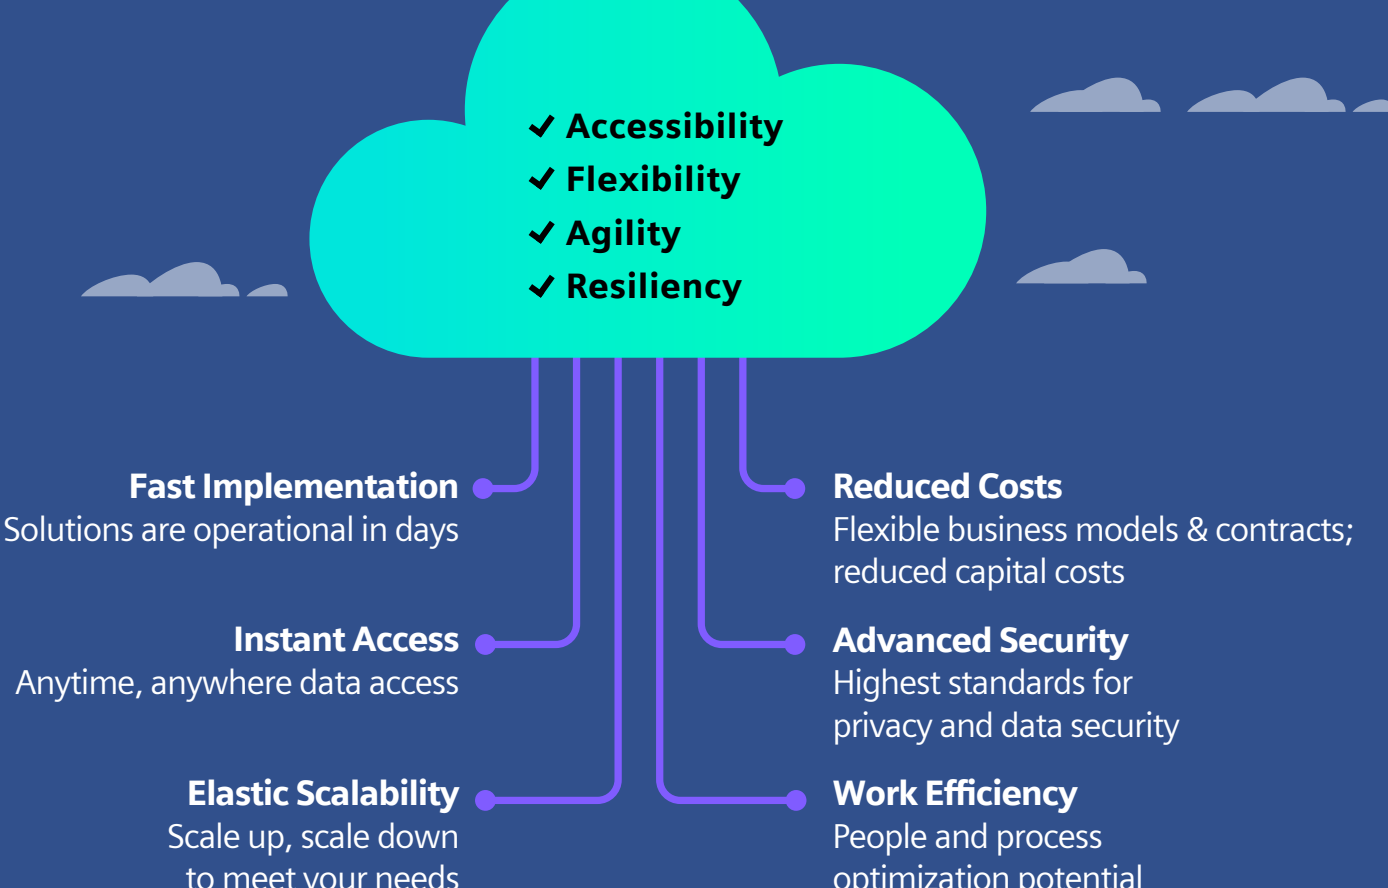 Accessibility
Flexibility
Agility
Resiliency
Fast Implementation
Solutions are operational in days
Instant Access
Anytime, anywhere data access
Elastic Scalability
Scale up, scale down
to meet your needs
Reduced Costs
Flexible business models & contracts;
reduced capital costs
Advanced Security
Highest standards for
privacy and data security
Work Efficiency
People and process
optimization potential